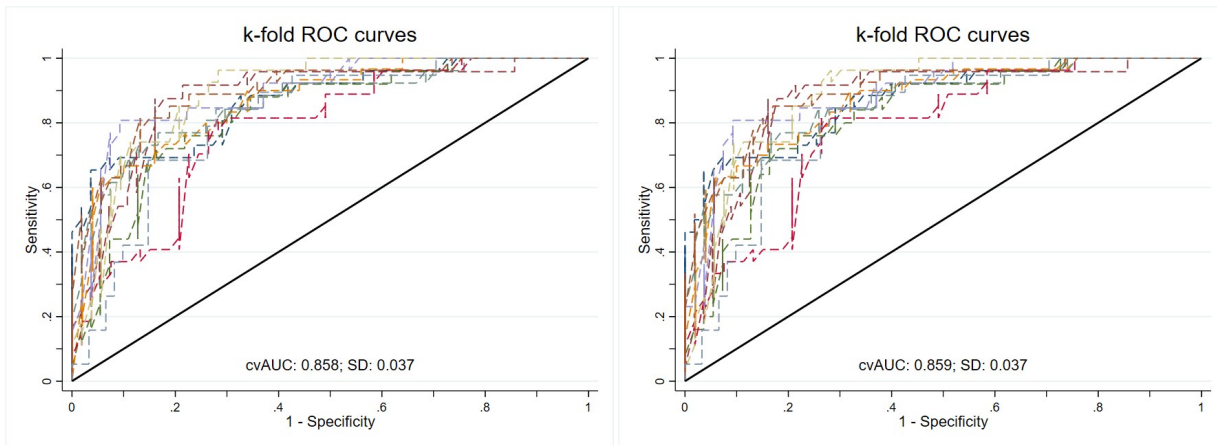 k-fold ROC curves
Sensitivity
1
.8
.6
.4
.2
0
cvAUC: 0.858; SD: 0.037
0 .2 .4 .6 .8 1
1 - Specificity
k-fold ROC curves
Sensitivity
1
.8
.6
.4
.2
0
cvAUC: 0.859; SD: 0.037
0 .2 .4 .6 .8 1
1 - Specificity